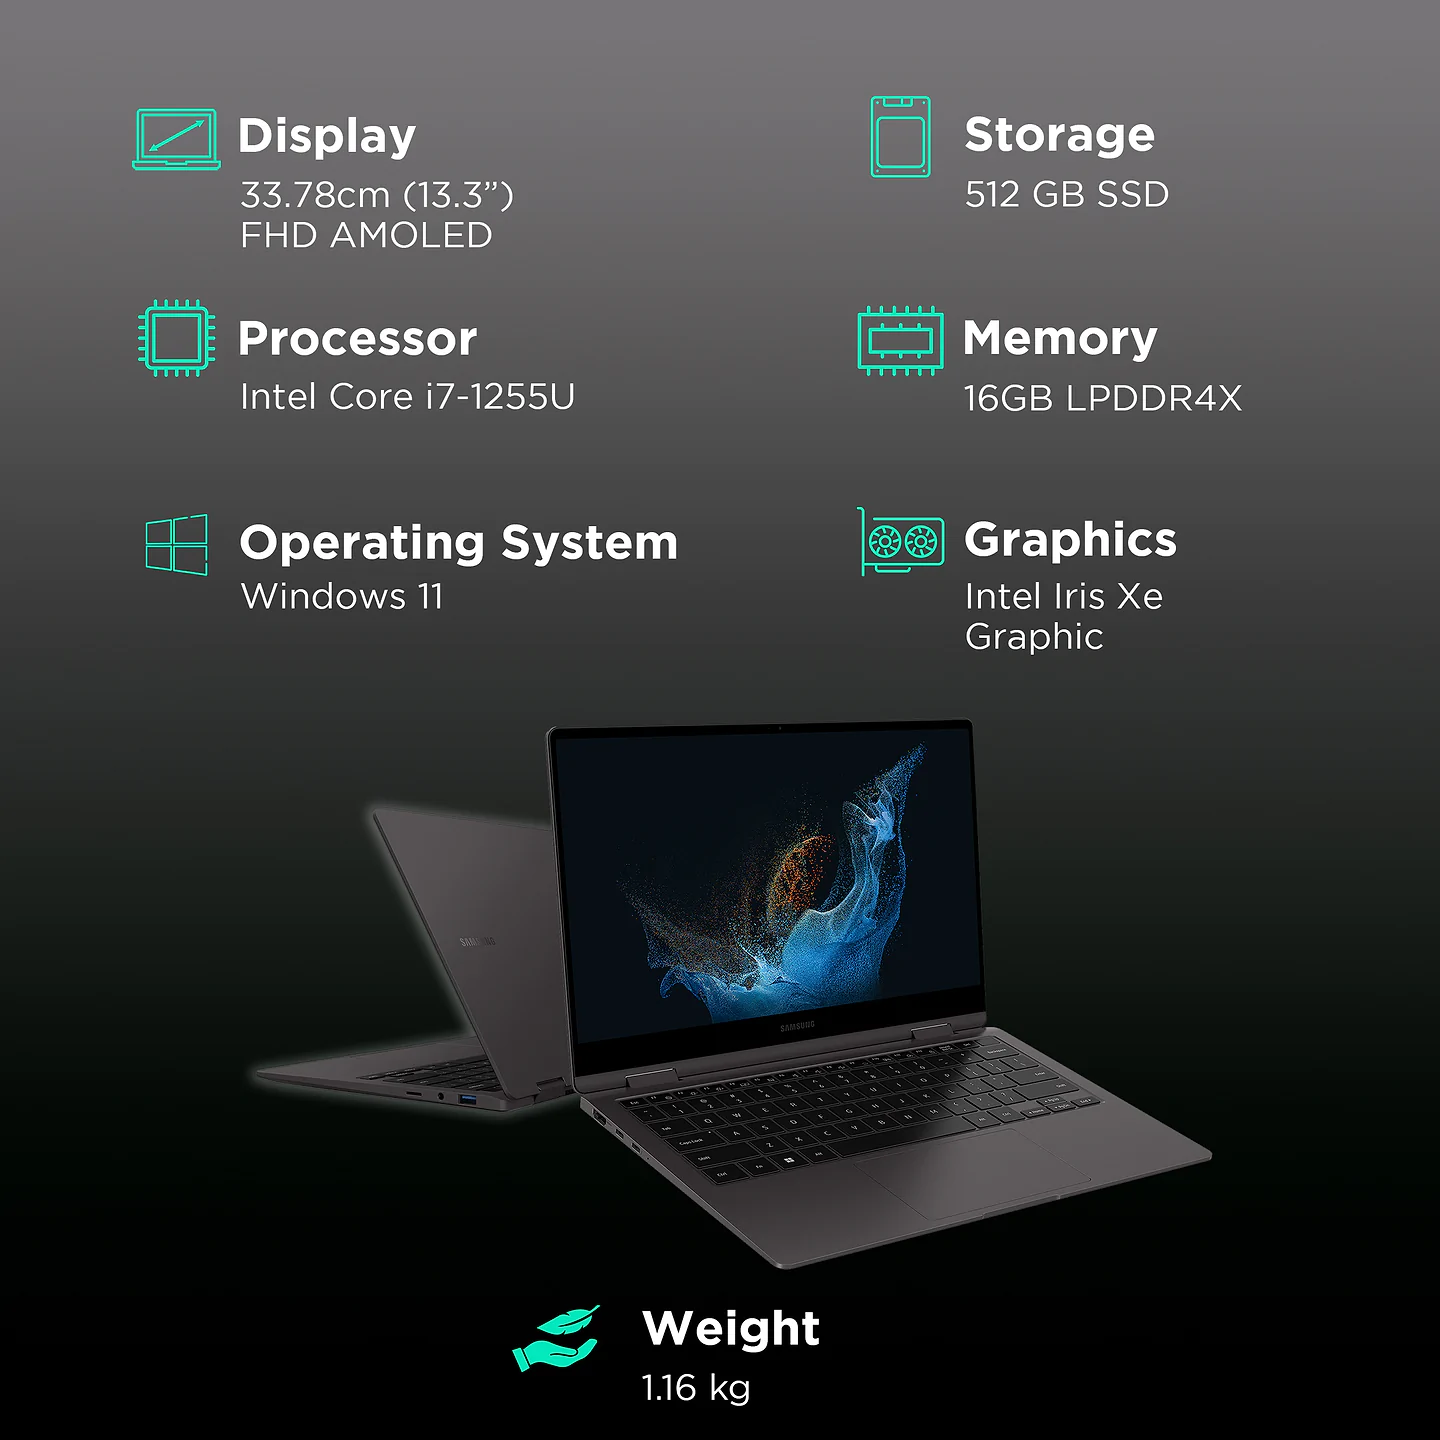 Display
33.78cm (13.3”)
FHD AMOLED
Storage
512 GB SSD
Processor
Intel Core i7-1255U
Memory
16GB LPDDR4X
Operating System
Windows 11
Graphics
Intel Iris Xe
Graphic
SAMSUNG
SAMSUNG
Weight
1.16 kg